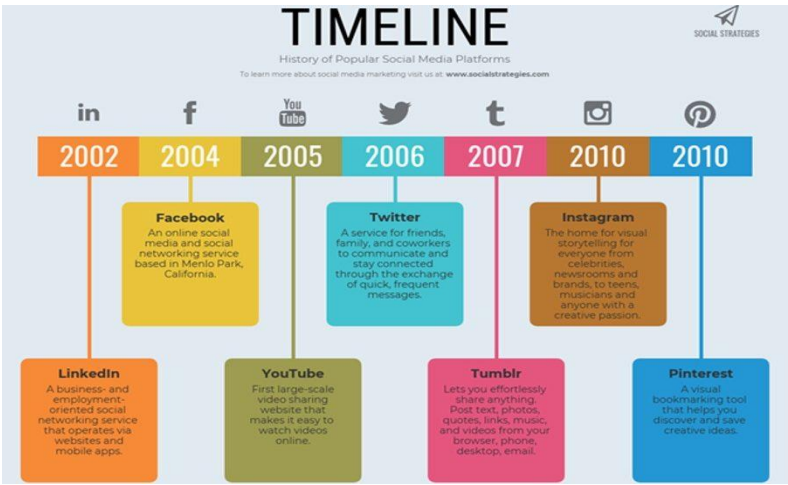 TIMELINE
SOCIAL STRATEGIES
History of Popular Social Media Platforms
To learn more about social media marketing visit us at: www.socialstrategies.com
in
f
You
Tube
t
2002
2004
2005
2006
2007
2010
2010
Facebook
An online social
media and social
networking service
based in Menlo Park,
California.
Twitter
A service for friends,
family, and coworkers
to communicate and
stay connected
through the exchange
of quick, frequent
messages.
Instagram
The home for visual
storytelling for
everyone from
celebrities,
newsrooms and
brands, to teens,
musicians and
anyone with a
creative passion.
LinkedIn
A business- and
employment-
oriented social
networking service
that operates via
websites and
mobile apps.
YouTube
First large-scale
video sharing
website that
makes it easy to
watch videos
online.
Tumblr
Lets you effortlessly
share anything.
Post text, photos,
quotes, links, music,
and videos from your
browser, phone,
desktop, email.
Pinterest
A visual
bookmarking tool
that helps you
discover and save
creative ideas.